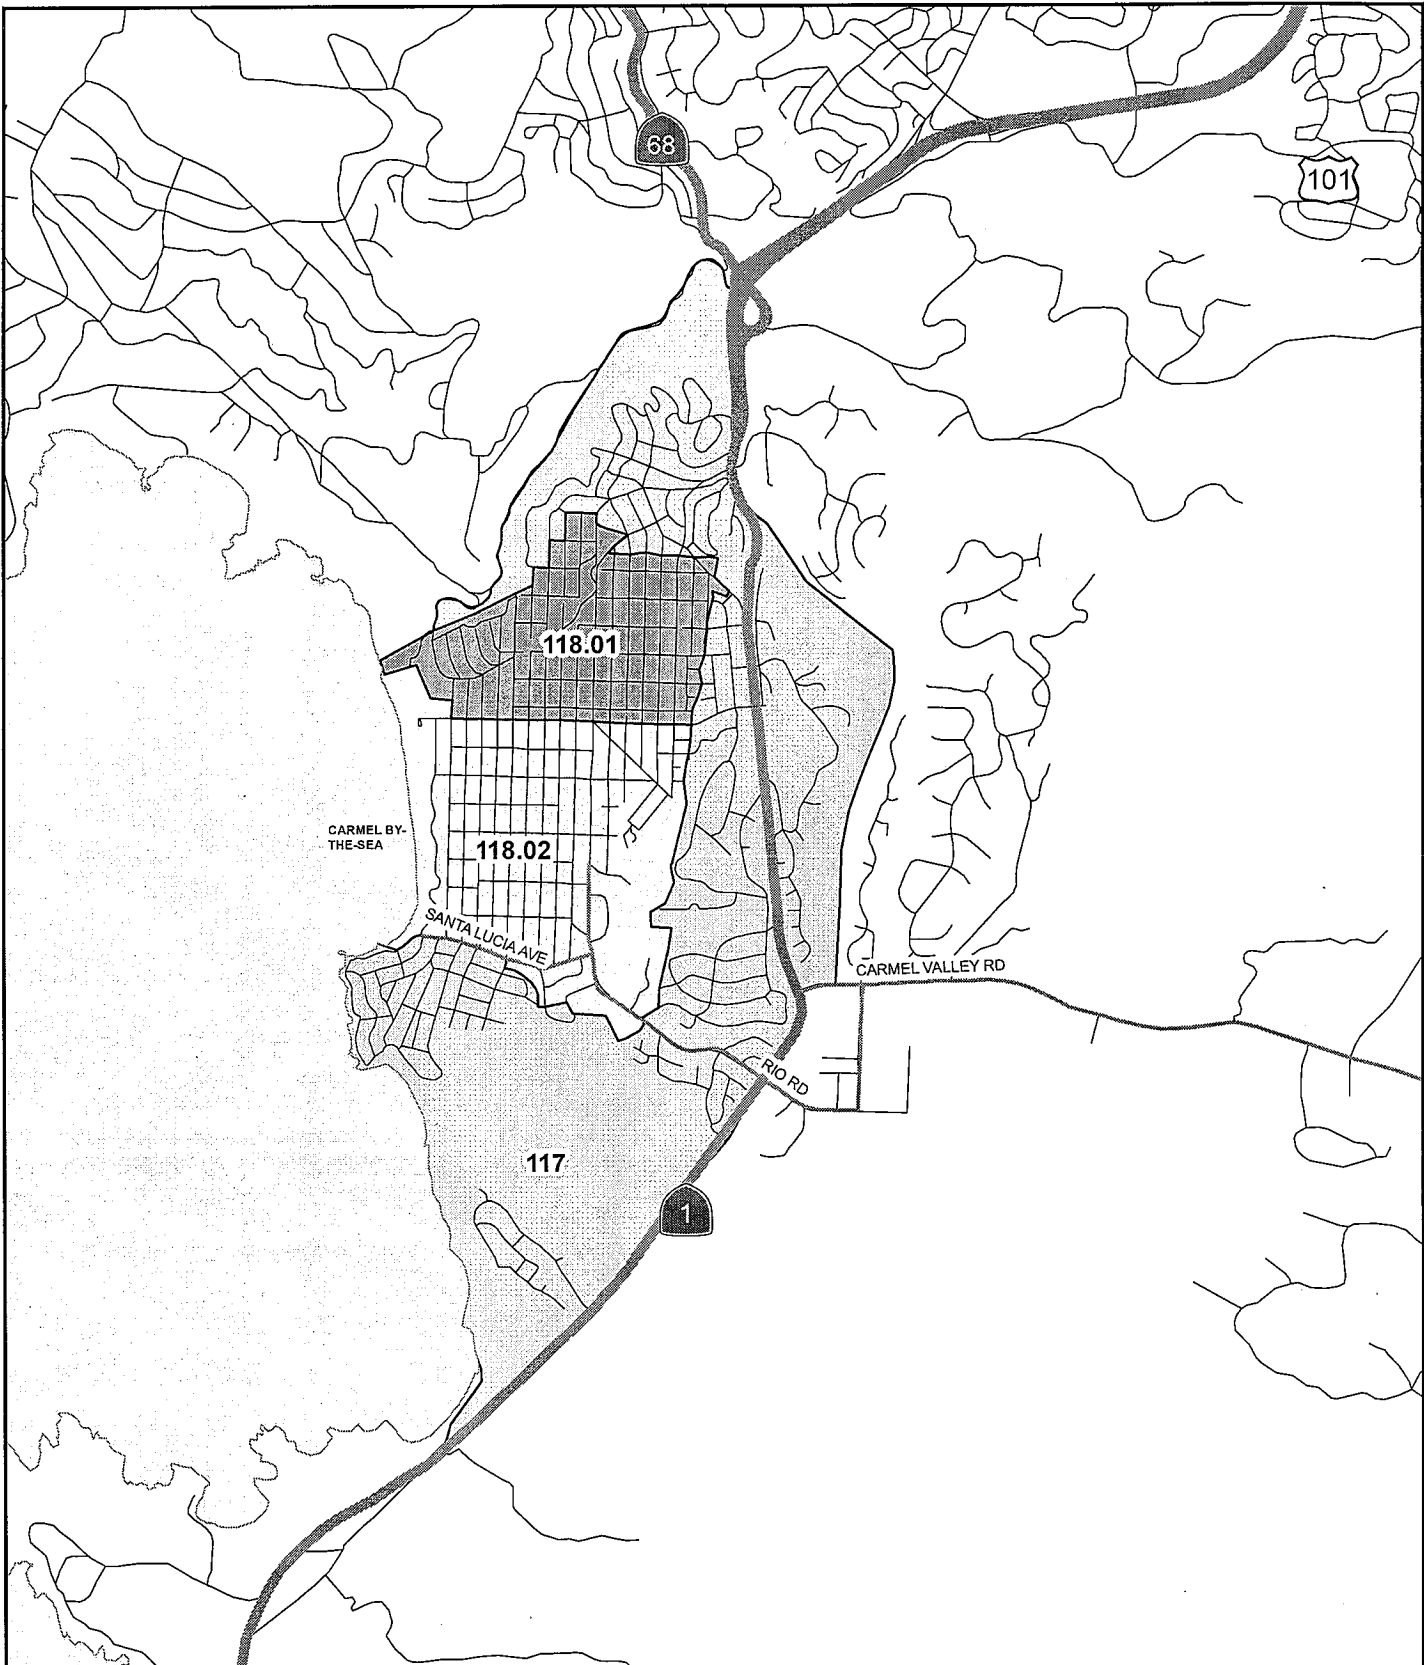 68
101
118.01
CARMEL BY-
THE-SEA
118.02
SANTA LUCIA AVE
CARMEL VALLEY RD
RIO RD
117
1